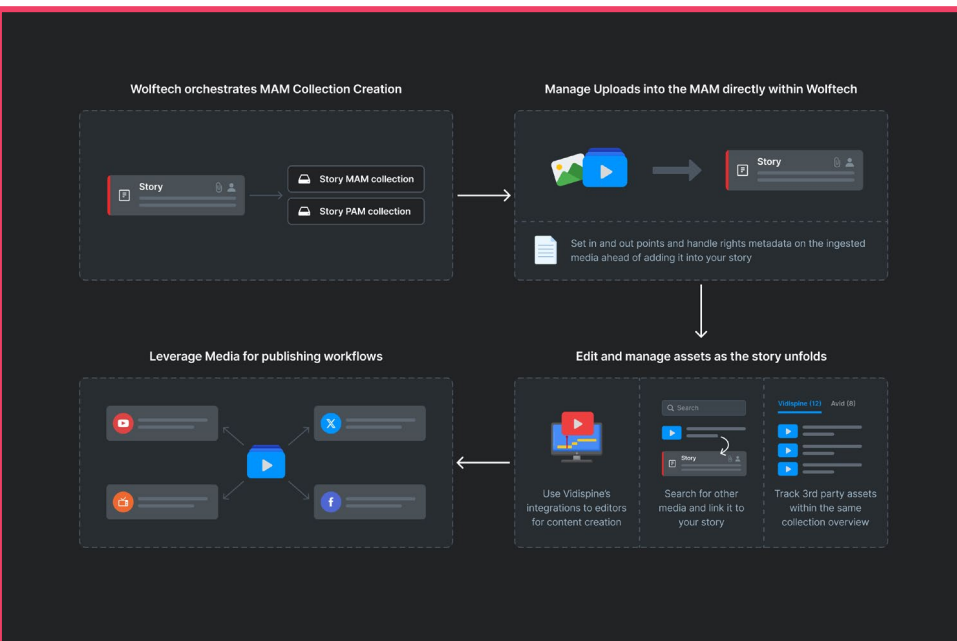 Wolftech orchestrates MAM Collection Creation
Story
Story MAM collection
Story PAM collection
Manage Uploads into the MAM directly within Wolftech
Story
Set in and out points and handle rights metadata on the ingested
media ahead of adding it into your story
Edit and manage assets as the story unfolds
Use Vidispine's
integrations to editors
for content creation
Search
Story
Search for other
media and link it to
your story
Vidispine (12) Avid (8)
Track 3rd party assets
within the same
collection overview
Leverage Media for publishing workflows
X
f